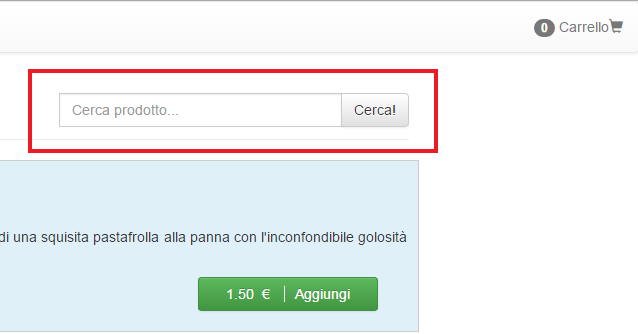 0 Carrello
Cerca prodotto... Cerca!
di una squisita pastafrolla alla panna con l'inconfondibile golosità
1.50 € Aggiungi